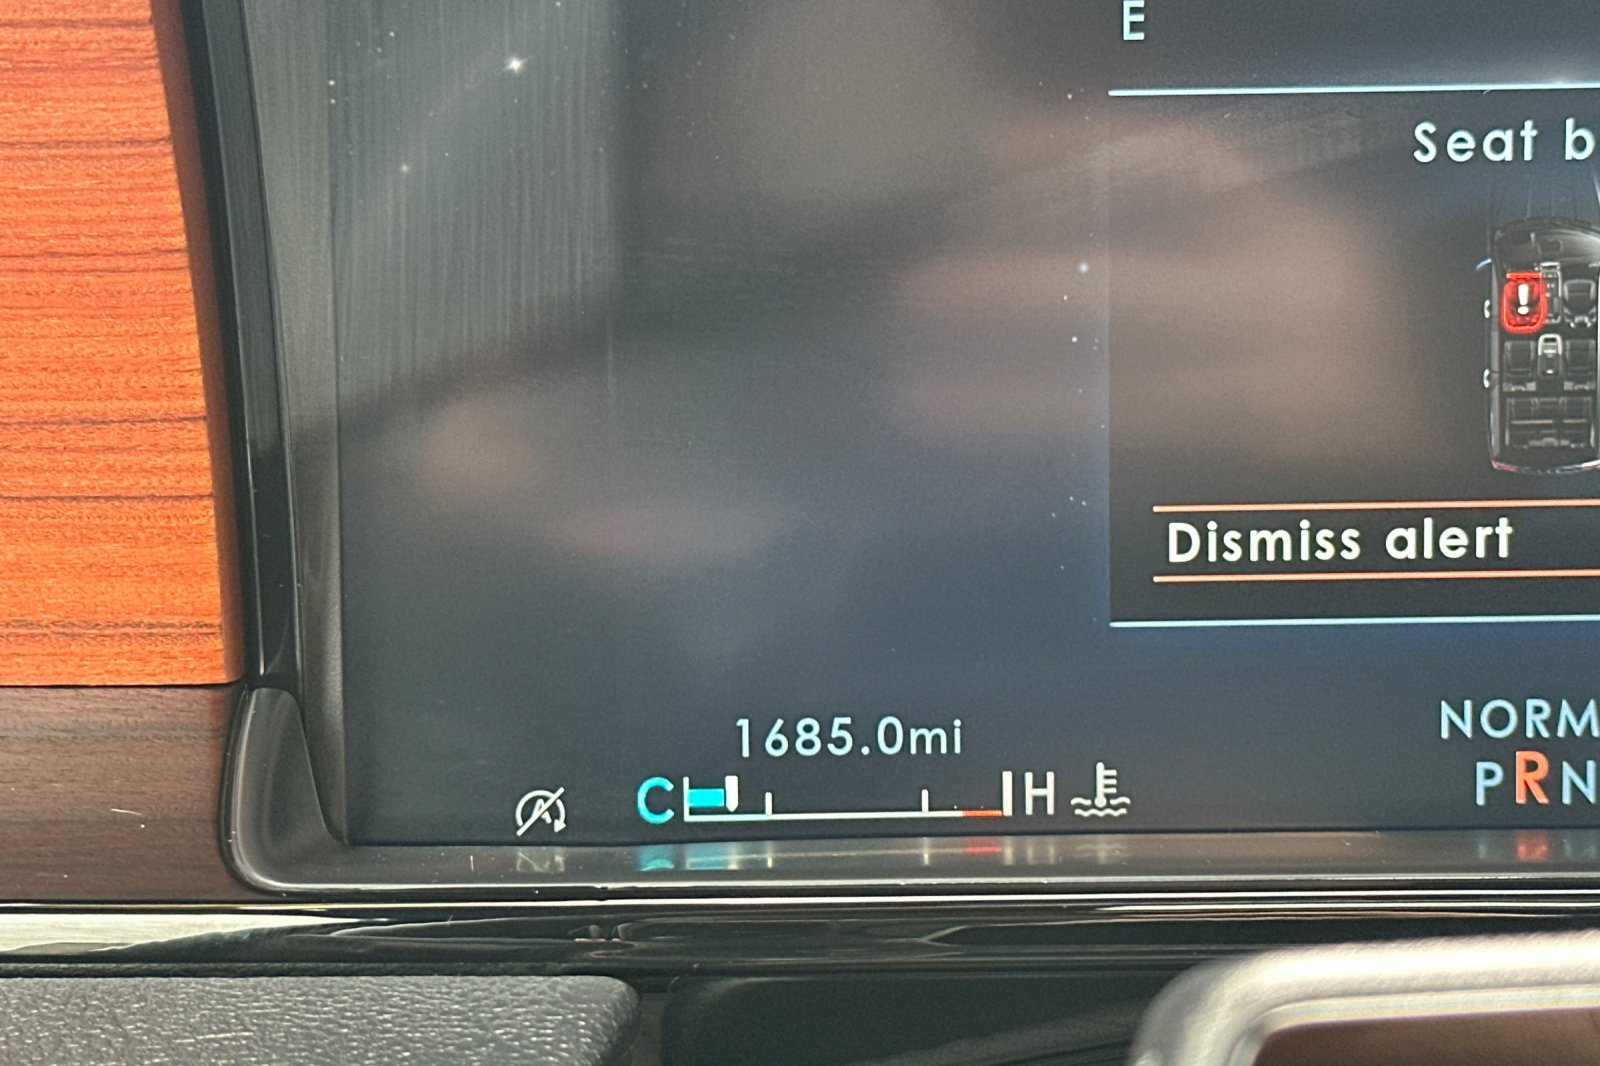 E
Seat b
!
Dismiss alert
1685.0mi
NORM
C H
PRN